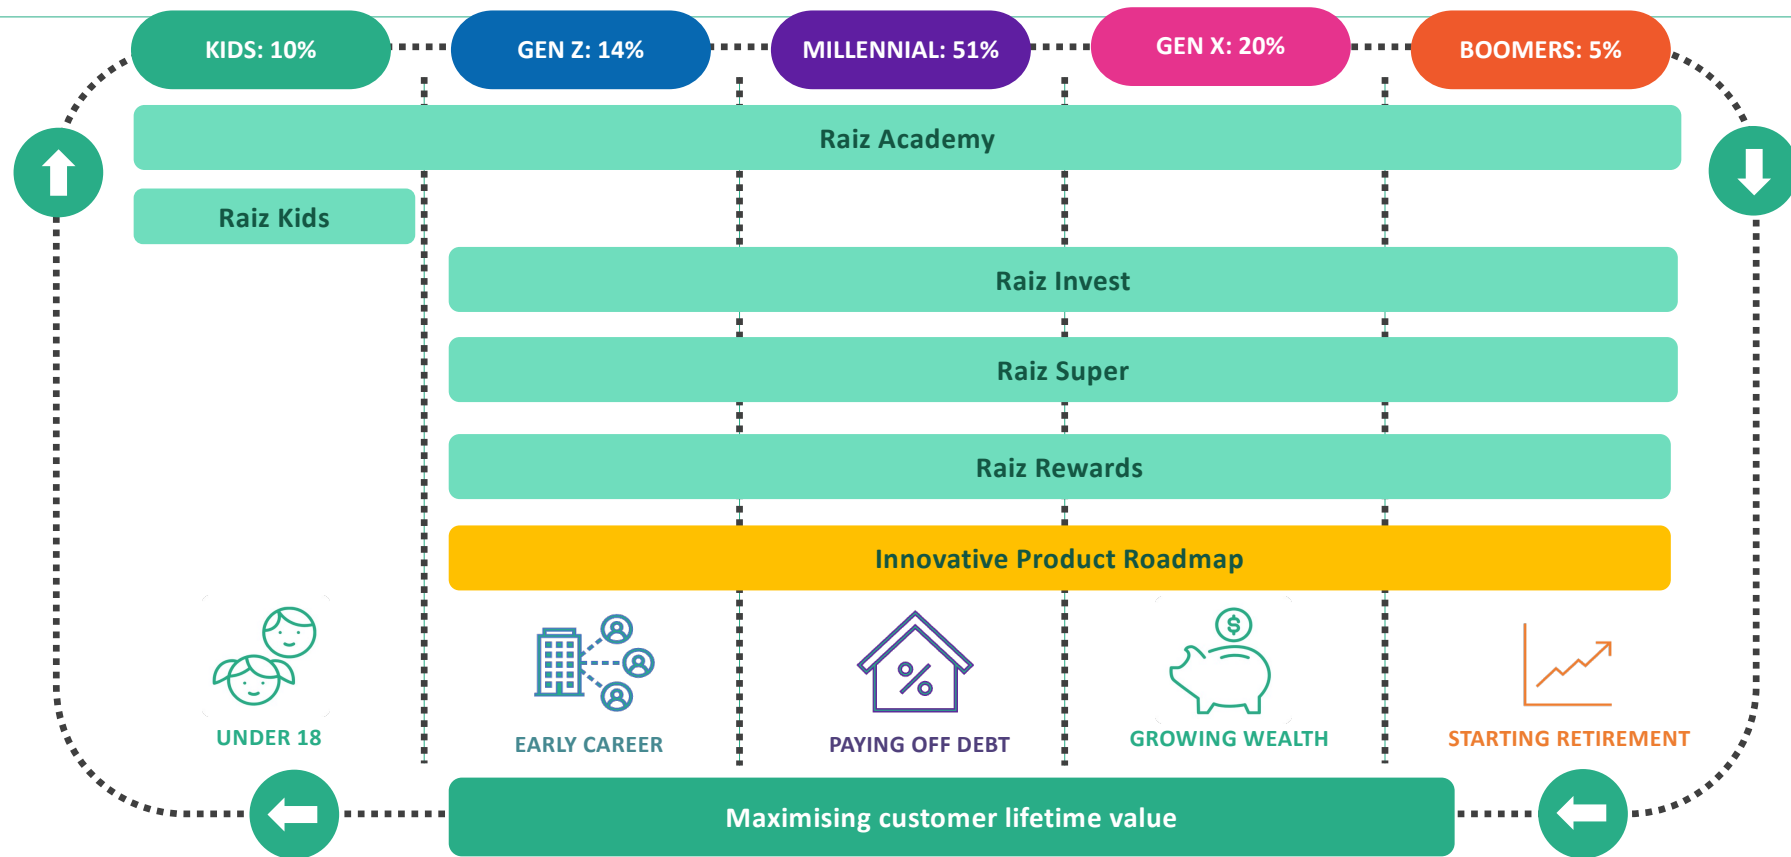 KIDS: 10%
GEN Z: 14%
MILLENNIAL: 51%
GEN X: 20%
BOOMERS: 5%
Raiz Academy
Raiz Kids
Raiz Invest
Raiz Super
Raiz Rewards
Innovative Product Roadmap
UNDER 18
EARLY CAREER
PAYING OFF DEBT
GROWING WEALTH
STARTING RETIREMENT
Maximising customer lifetime value